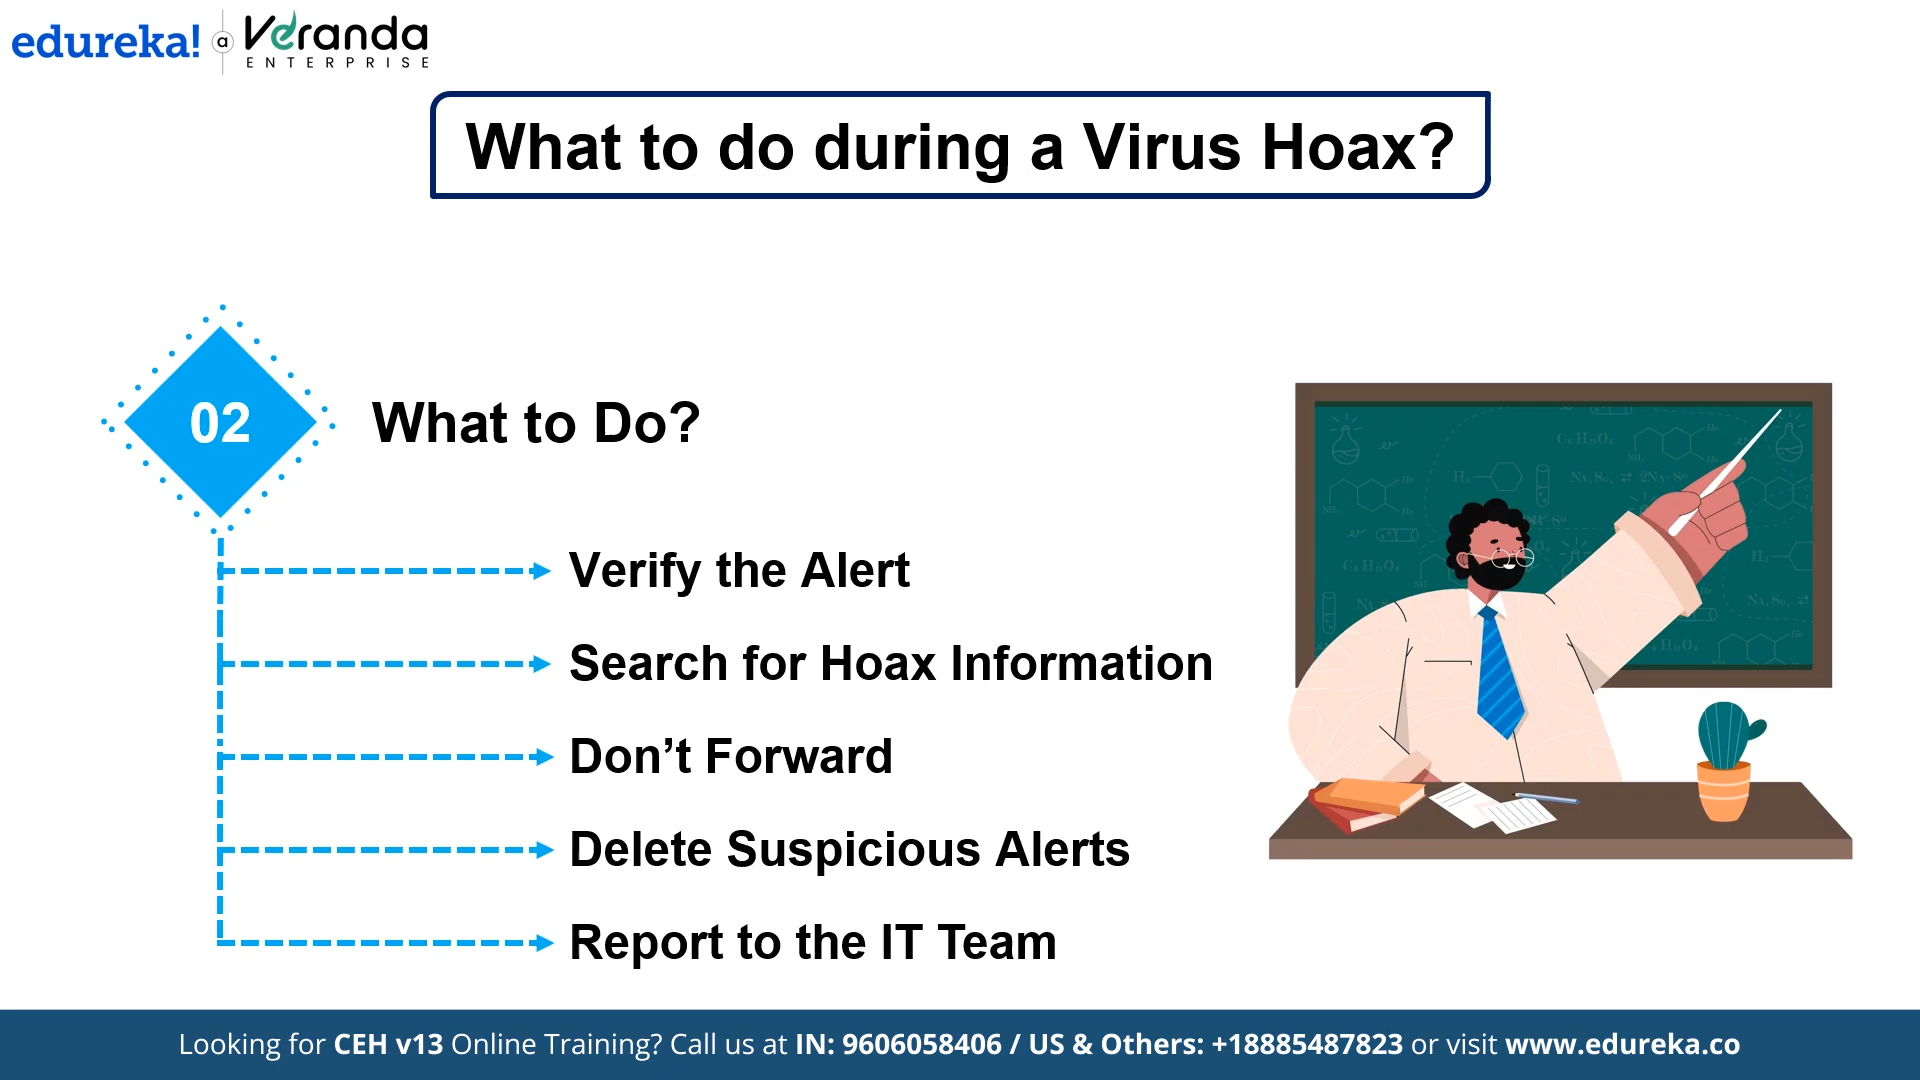 edureka! a Veranda
ENTERPRISE
What to do during a Virus Hoax?
02
What to Do?
Verify the Alert
Search for Hoax Information
Don’t Forward
Delete Suspicious Alerts
Report to the IT Team
Looking for CEH v13 Online Training? Call us at IN: 9606058406 / US & Others: +18885487823 or visit www.edureka.co